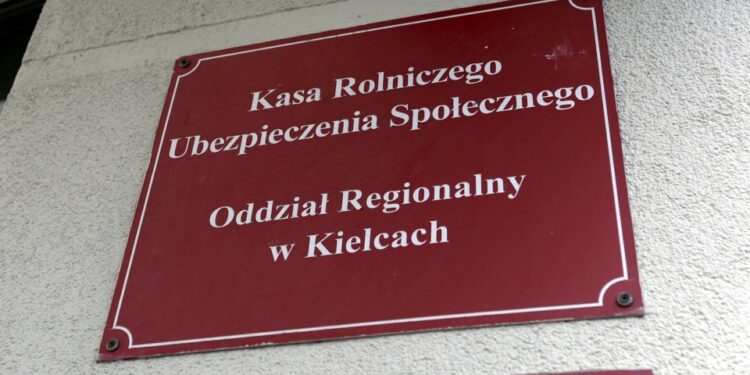 Kasa Rolniczego
Ubezpieczenia Społecznego
Oddział Regionalny
w Kielcach